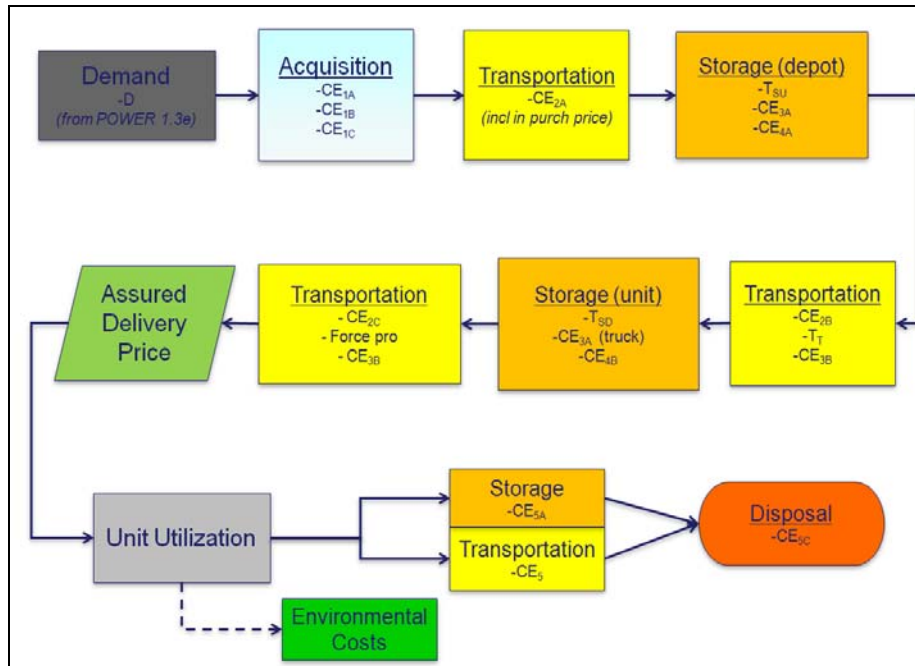 Demand
-D
(from POWER 1.3e)
Acquisition
-CE1A
-CE1B
-CE1C
Transportation
-CE2A
(incl in purch price)
Storage (depot)
-TSU
-CE3A
-CE4A
Assured
Delivery
Price
Transportation
- CE2C
- Force pro
- CE3B
Storage (unit)
-TSD
-CE3A (truck)
-CE4B
Transportation
-CE2B
-TT
-CE3B
Unit Utilization
Storage
-CE5A
Transportation
-CE5
Disposal
-CE5C
Environmental
Costs